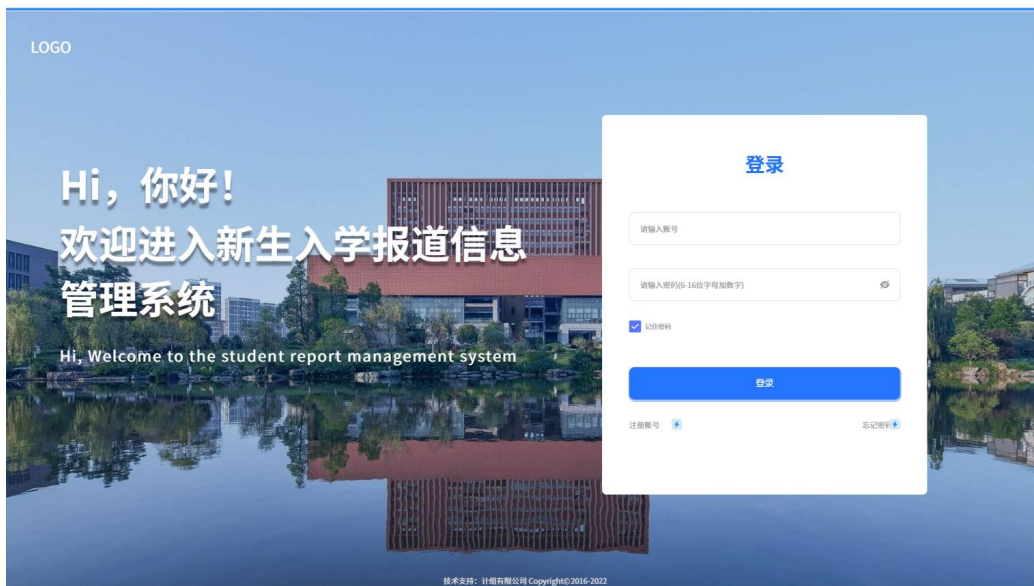 LOGO
Hi，你好！
欢迎进入新生入学报道信息
管理系统
Hi, Welcome to the student report management system
登录
请输入账号
请输入密码(6-16位字母加数字)
记住密码
登录
注册账号
忘记密码
技术支持：计组有限公司 Copyright©2016-2022